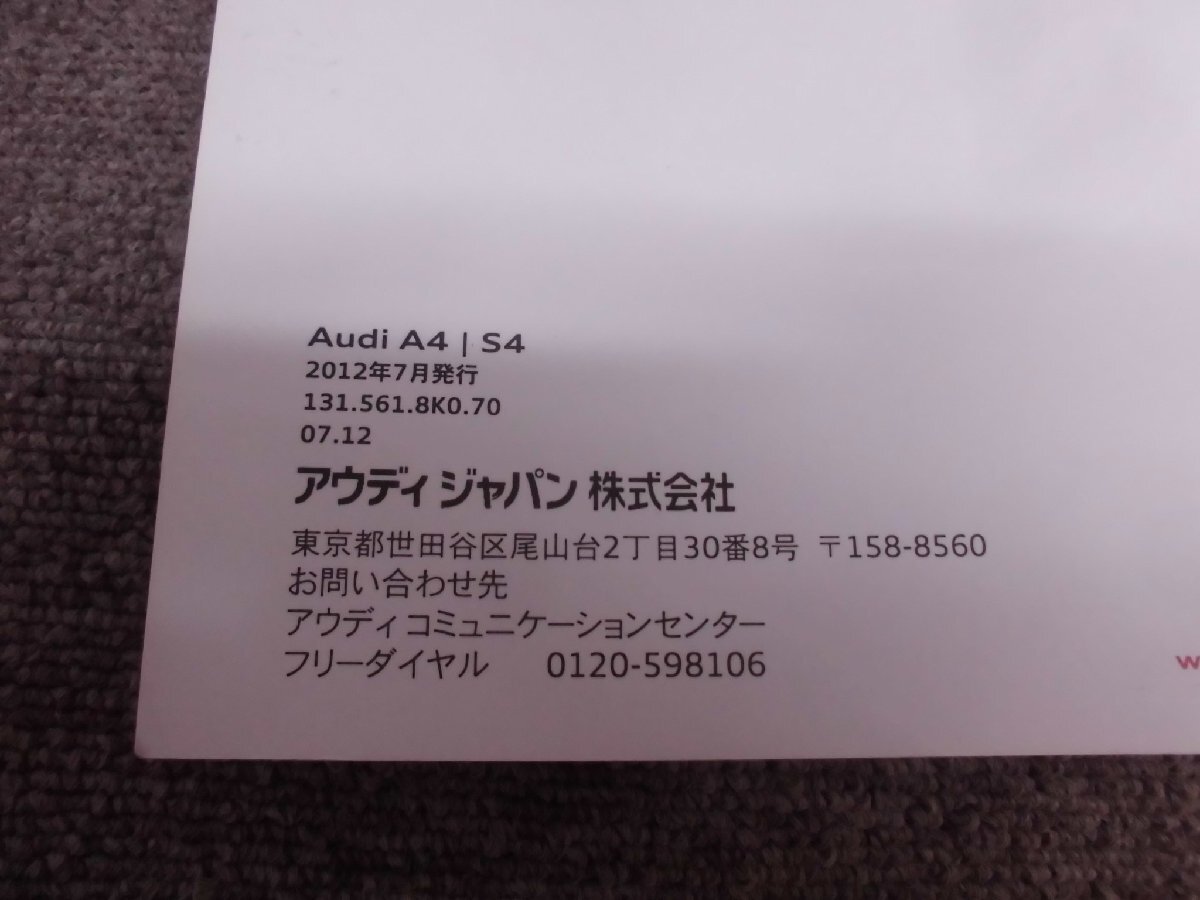 Audi A4 | S4
2012年7月発行
131.561.8K0.70
07.12
アウディ ジャパン 株式会社
東京都世田谷区尾山台2丁目30番8号 〒158-8560
お問い合わせ先
アウディ コミュニケーションセンター
フリーダイヤル 0120-598106